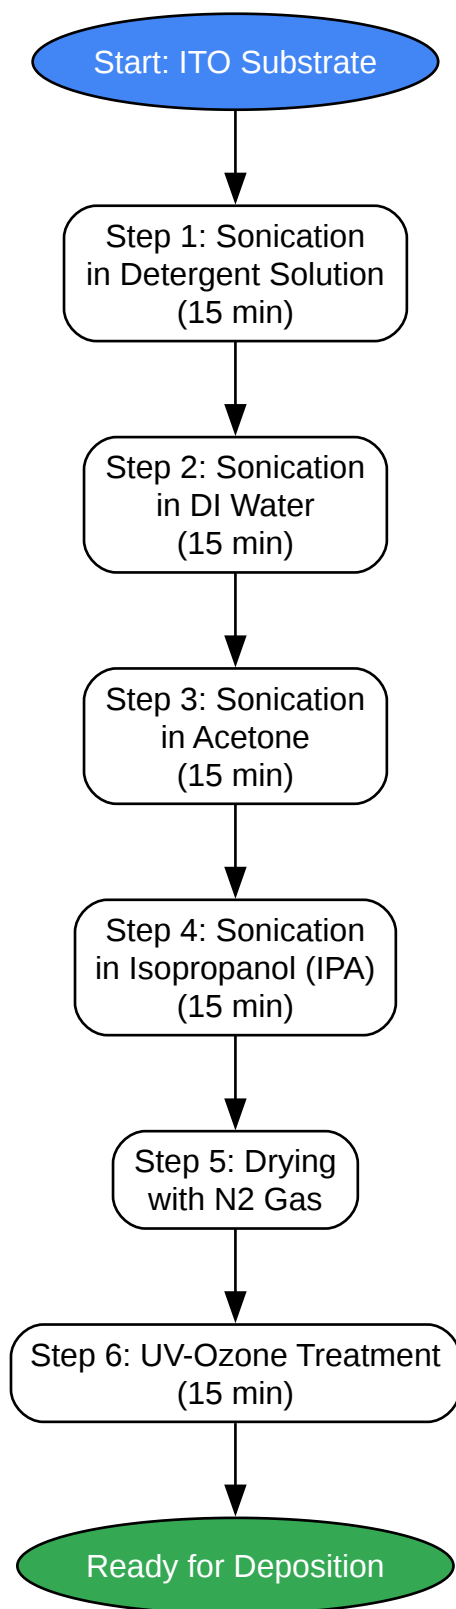 Start: ITO Substrate
Step 1: Sonication
in Detergent Solution
(15 min)
Step 2: Sonication
in DI Water
(15 min)
Step 3: Sonication
in Acetone
(15 min)
Step 4: Sonication
in Isopropanol (IPA)
(15 min)
Step 5: Drying
with N2 Gas
Step 6: UV-Ozone Treatment
(15 min)
Ready for Deposition